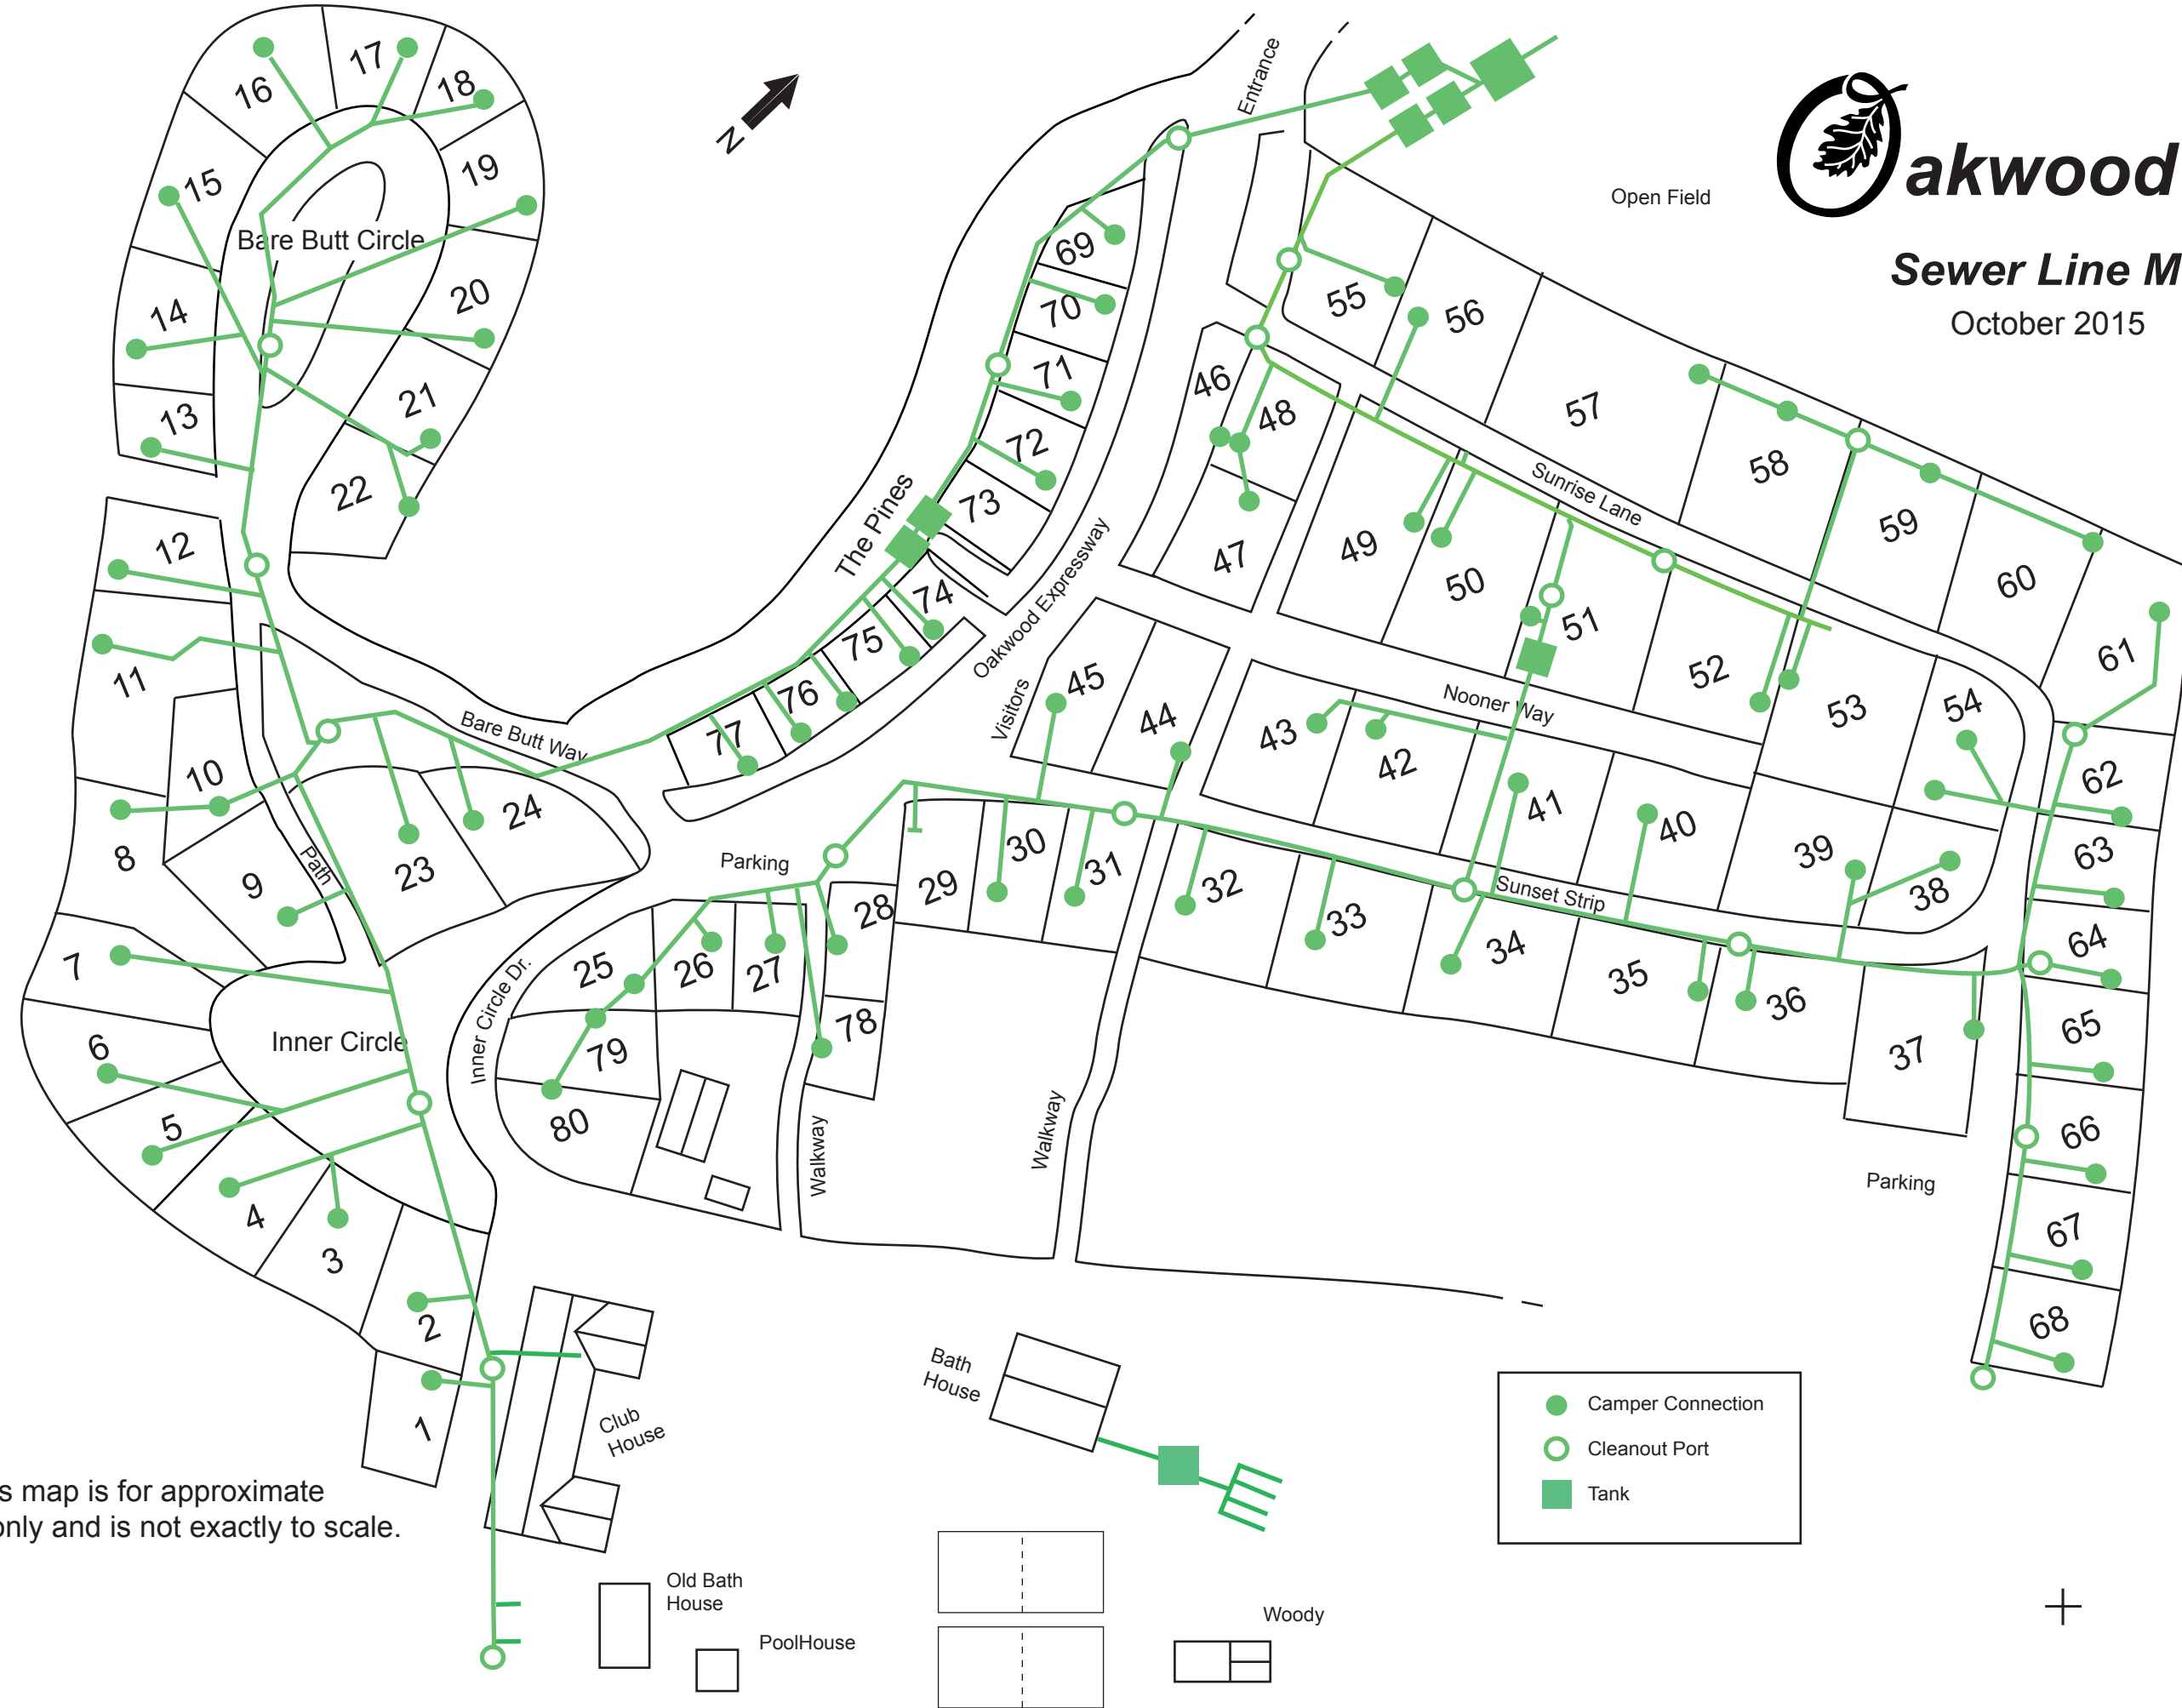 akwood
Sewer Line M
October 2015
Open Field
Entrance
N
17
16
18
15
19
Bare Butt Circle
14
20
13
21
22
12
11
10
8
9
Path
23
24
7
Inner Circle
6
5
4
3
2
1
Bare Butt Way
The Pines
69
70
71
72
73
74
75
76
77
Oakwood Expressway
Visitors
55
56
57
58
59
60
61
46
48
47
49
50
51
52
53
54
Sunrise Lane
Nooner Way
45
44
43
42
41
40
39
38
62
63
64
65
66
67
68
Parking
29
30
31
32
33
34
35
36
37
Sunset Strip
28
25
26
27
78
79
80
Inner Circle Dr.
Walkway
Walkway
Parking
Club
House
Bath
House
Camper Connection
Cleanout Port
Tank
s map is for approximate
only and is not exactly to scale.
Old Bath
House
PoolHouse
Woody